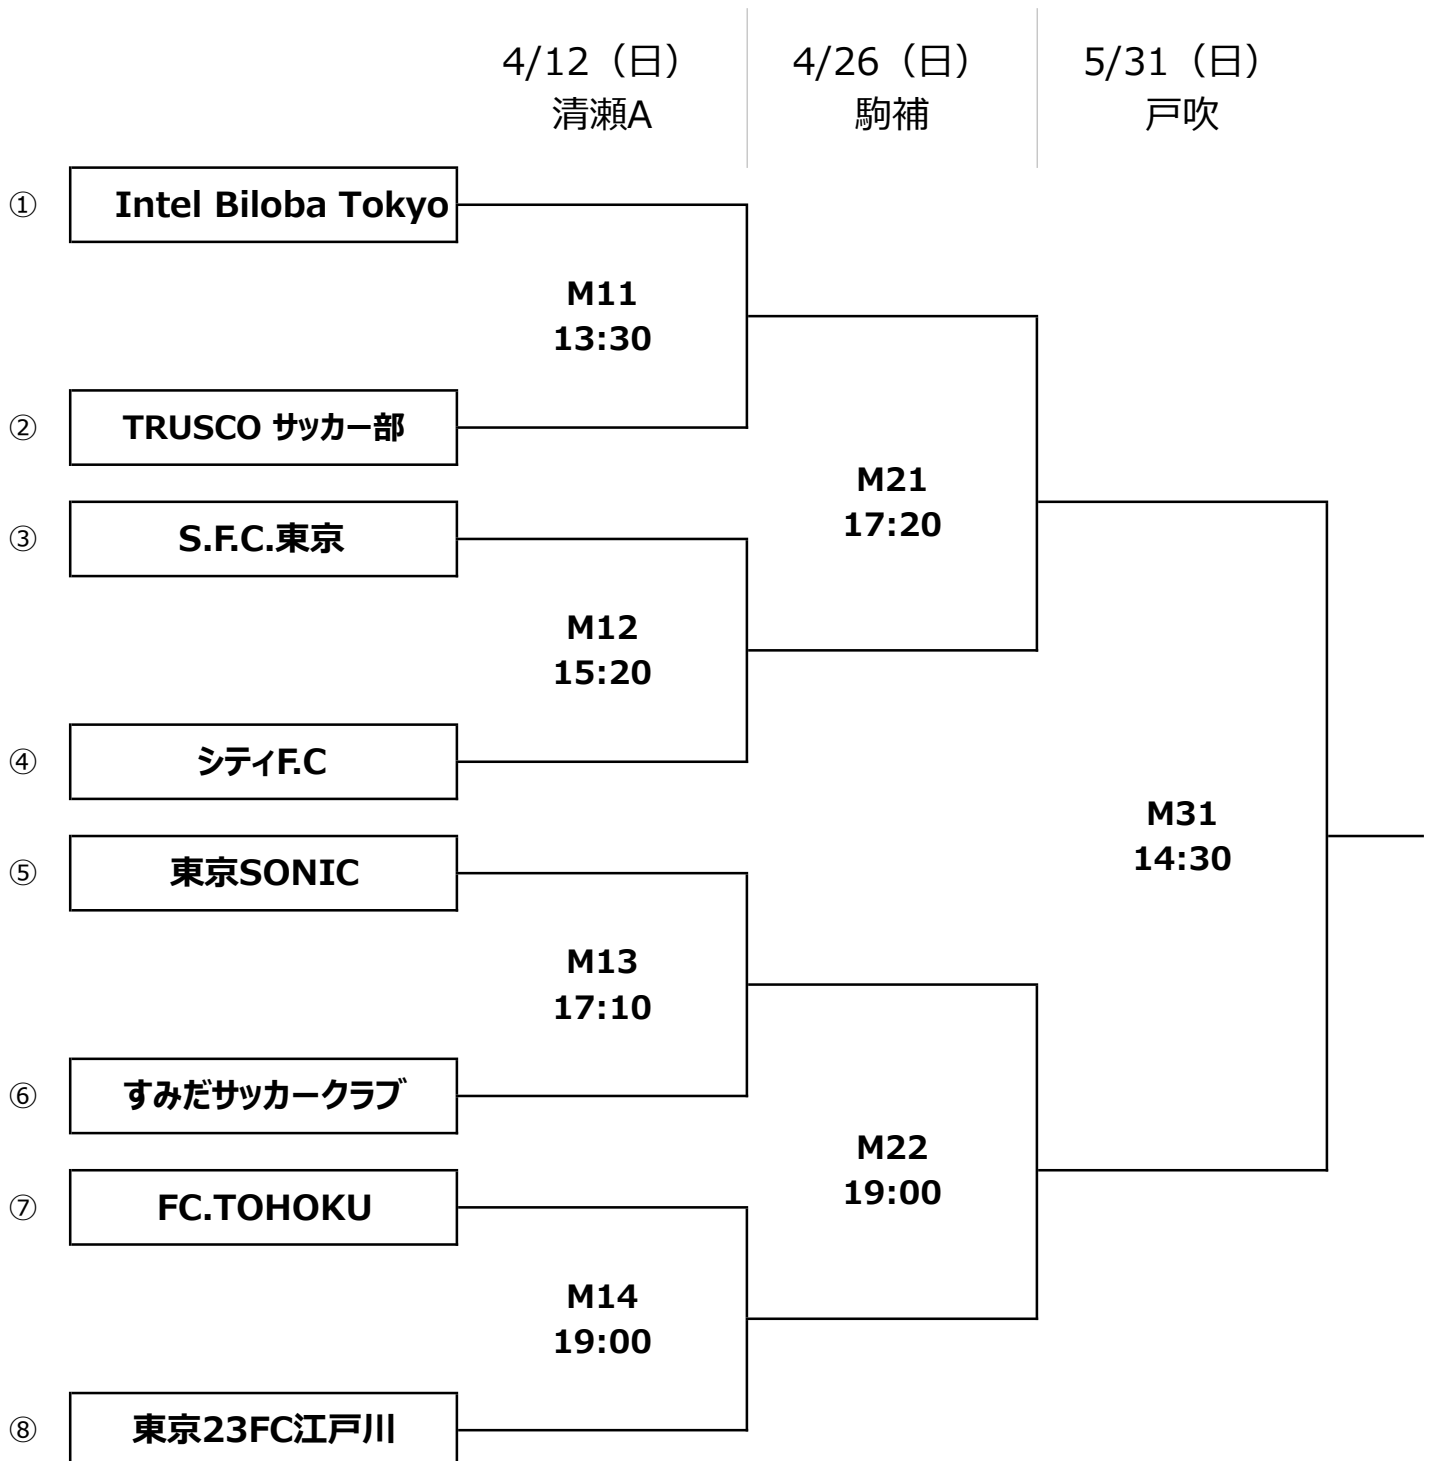 4/12（日） 4/26（日） 5/31（日）
清瀬A 駒補 戸吹
① Intel Biloba Tokyo
M11
13:30
② TRUSCO サッカー部
M21
17:20
③ S.F.C.東京
M12
15:20
④ シティF.C
M31
14:30
⑤ 東京SONIC
M13
17:10
⑥ すみだサッカークラブ
M22
19:00
⑦ FC.TOHOKU
M14
19:00
⑧ 東京23FC江戸川